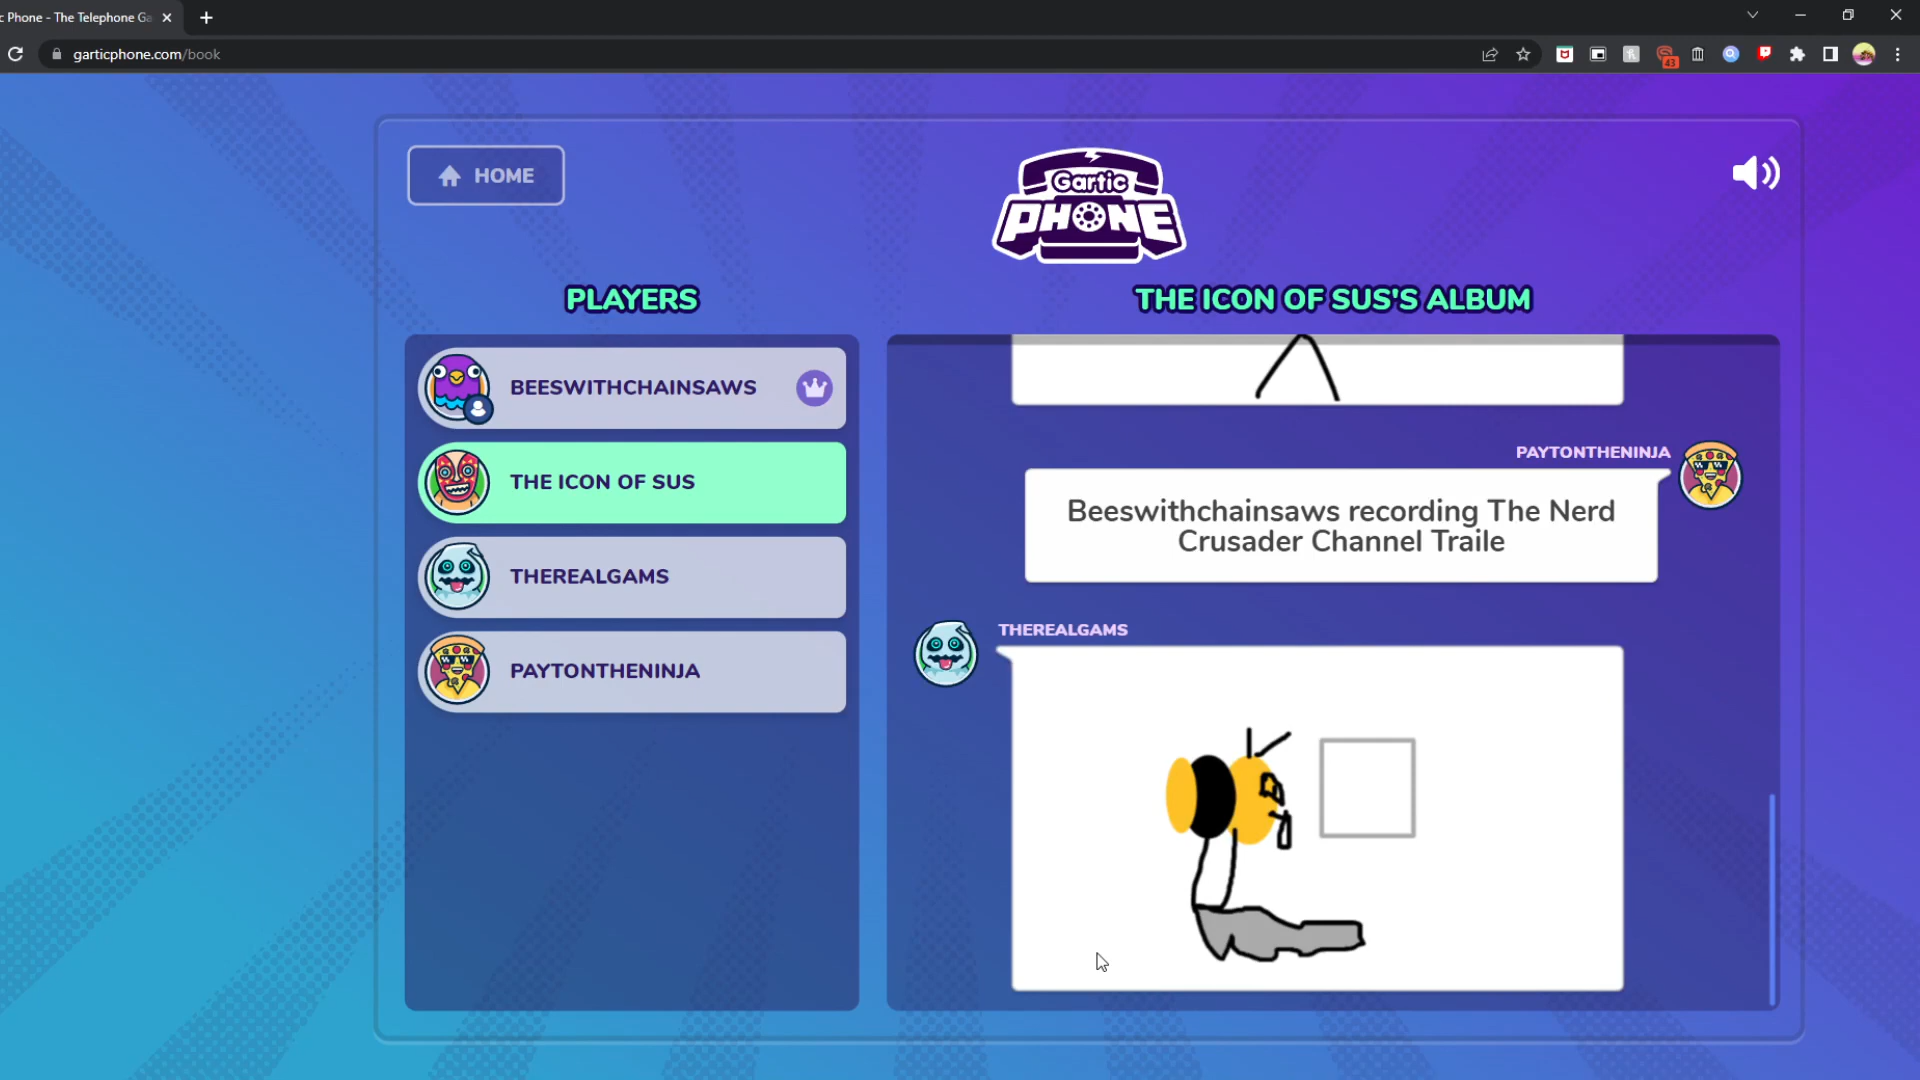 c Phone - The Telephone Ga
garticphone.com/book
43
HOME
Gartic
PHONE
PLAYERS
THE ICON OF SUS'S ALBUM
BEESWITHCHAINSAWS
THE ICON OF SUS
THEREALGAMS
PAYTONTHENINJA
PAYTONTHENINJA
Beeswithchainsaws recording The Nerd
Crusader Channel Traile
THEREALGAMS